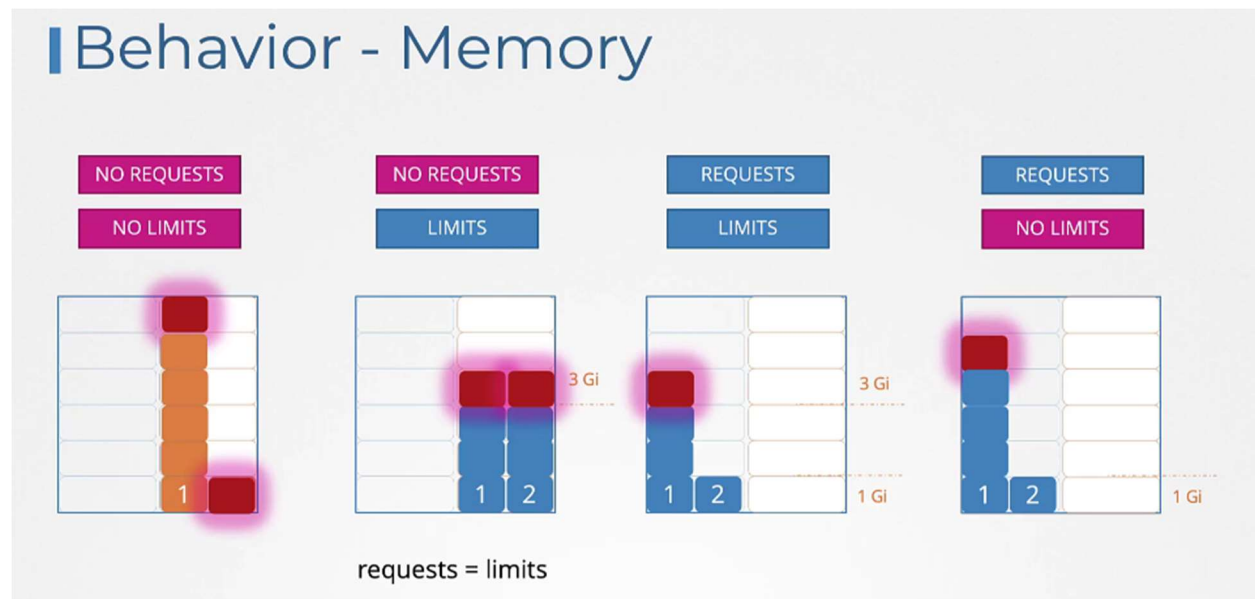 Behavior - Memory
NO REQUESTS
NO LIMITS
1
NO REQUESTS
LIMITS
3 Gi
1 2
requests = limits
REQUESTS
LIMITS
3 Gi
1 2
1 Gi
REQUESTS
NO LIMITS
1 2
1 Gi